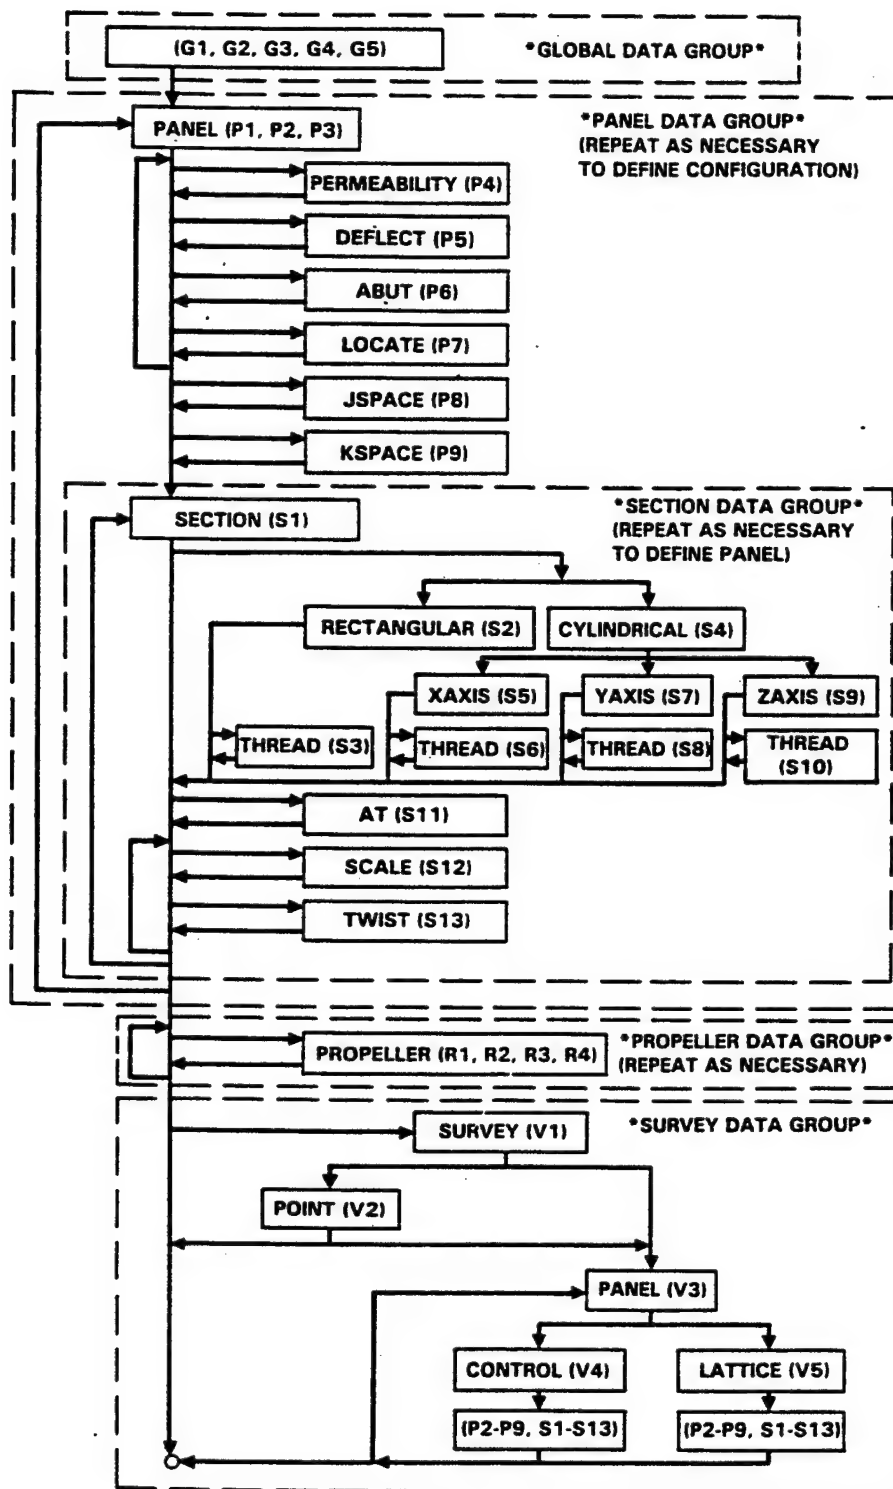 (G1, G2, G3, G4, G5)
*GLOBAL DATA GROUP*
PANEL (P1, P2, P3)
*PANEL DATA GROUP*
(REPEAT AS NECESSARY
TO DEFINE CONFIGURATION)
PERMEABILITY (P4)
DEFLECT (P5)
ABUT (P6)
LOCATE (P7)
JSPACE (P8)
KSPACE (P9)
SECTION (S1)
*SECTION DATA GROUP*
(REPEAT AS NECESSARY
TO DEFINE PANEL)
RECTANGULAR (S2)
CYLINDRICAL (S4)
XAXIS (S5)
YAXIS (S7)
ZAXIS (S9)
THREAD (S3)
THREAD (S6)
THREAD (S8)
THREAD
(S10)
AT (S11)
SCALE (S12)
TWIST (S13)
PROPELLER (R1, R2, R3, R4)
*PROPELLER DATA GROUP*
(REPEAT AS NECESSARY)
SURVEY (V1)
*SURVEY DATA GROUP*
POINT (V2)
PANEL (V3)
CONTROL (V4)
LATTICE (V5)
(P2-P9, S1-S13)
(P2-P9, S1-S13)